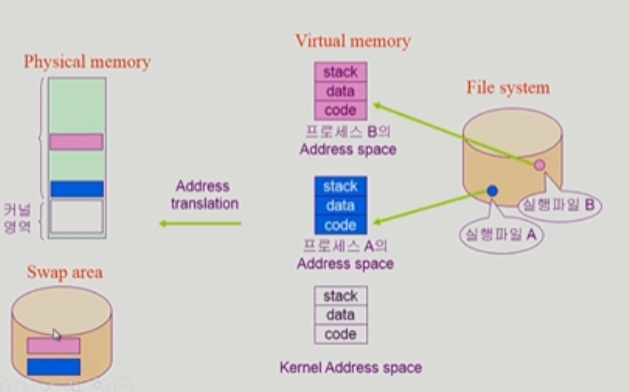 Virtual memory
Physical memory
File system
stack
data
code
프로세스 B의
Address space
Address
translation
stack
data
code
프로세스 A의
Address space
실행파일 B
실행파일 A
커널
영역
Swap area
stack
data
code
Kernel Address space